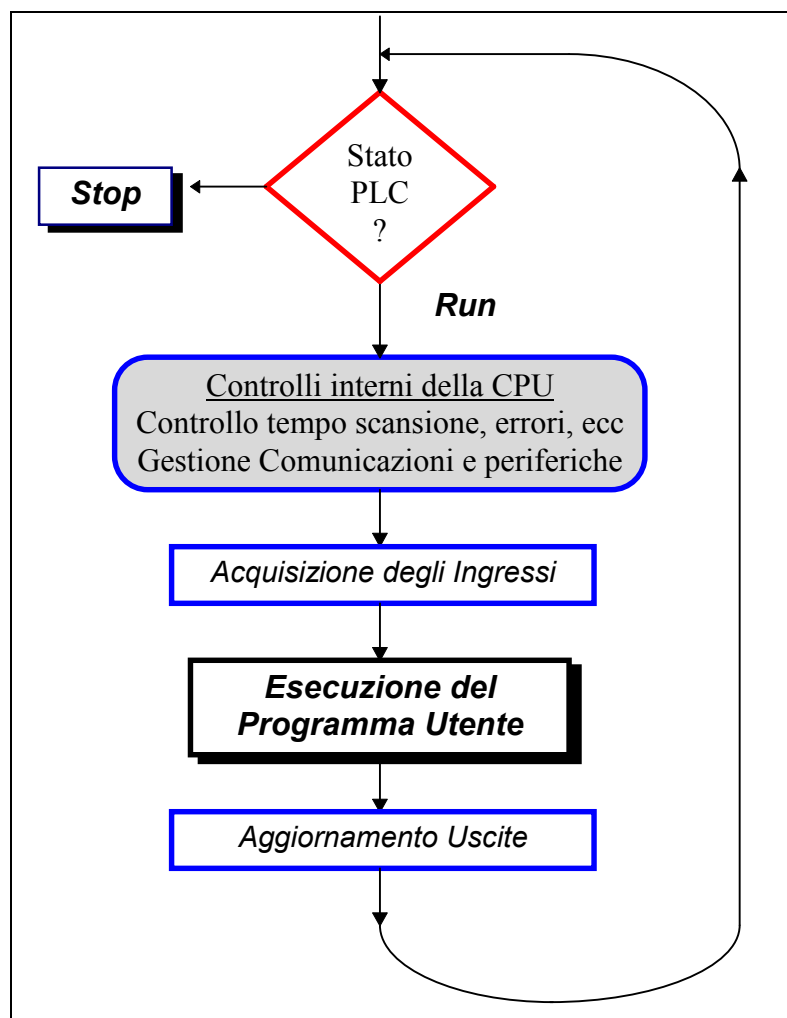 Stato
PLC
?
Stop
Run
Controlli interni della CPU
Controllo tempo scansione, errori, ecc
Gestione Comunicazioni e periferiche
Acquisizione degli Ingressi
Esecuzione del
Programma Utente
Aggiornamento Uscite